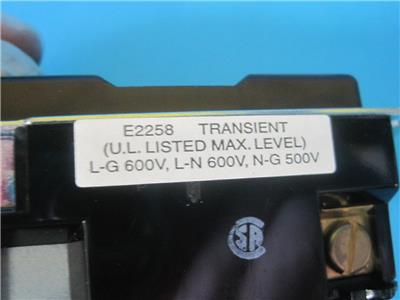 E2258 TRANSIENT
(U.L. LISTED MAX. LEVEL)
L-G 600V, L-N 600V, N-G 500V